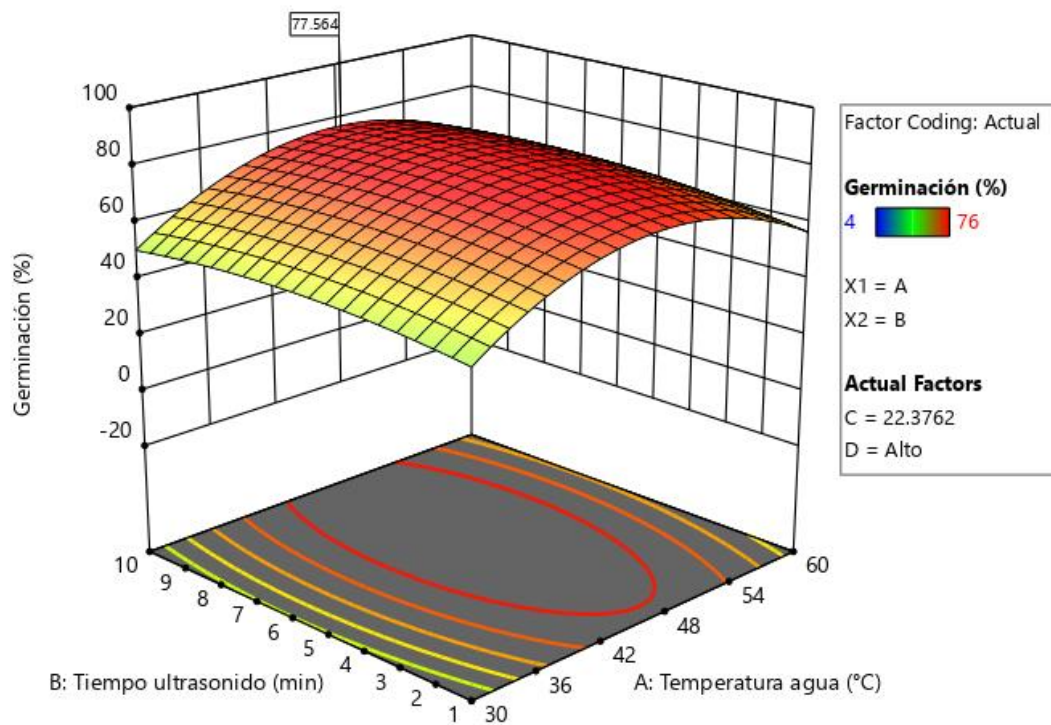 77.564
100
80
60
40
20
0
-20
Germinación (%)
10
9
8
7
6
5
4
3
2
1
B: Tiempo ultrasonido (min)
30
36
42
48
54
60
A: Temperatura agua (°C)
Factor Coding: Actual
Germinación (%)
4 76
X1 = A
X2 = B
Actual Factors
C = 22.3762
D = Alto